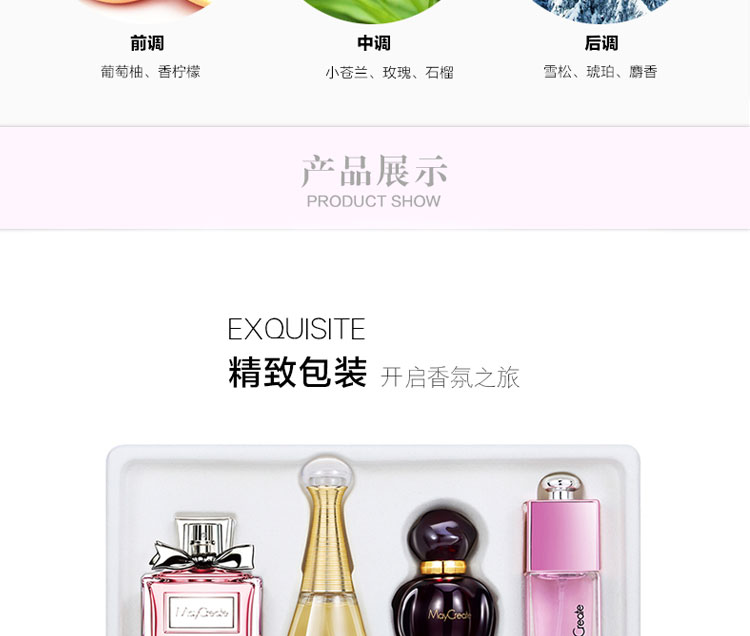 前调
中调
后调
葡萄柚、香柠檬
小苍兰、玫瑰、石榴
雪松、琥珀、麝香
产品展示
PRODUCT SHOW
EXQUISITE
精致包装 开启香氛之旅
MayCreate
MayCreate
Create